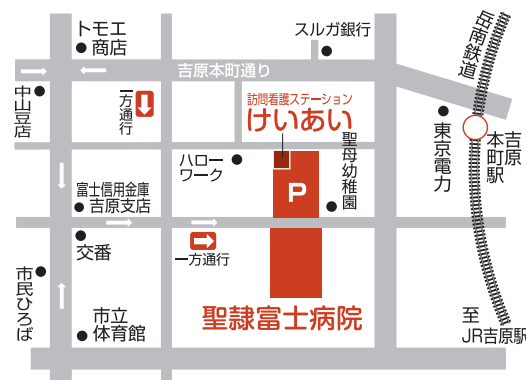 トモエ
商店
スルガ銀行
岳南鉄道
吉原本町通り
中山豆店
一方通行
訪問看護ステーション
けいあい
聖母幼稚園
東京電力
吉原
本町駅
ハロー
ワーク
P
富士信用金庫
吉原支店
交番
一方通行
市民ひろば
市立
体育館
聖隷富士病院
至
JR吉原駅